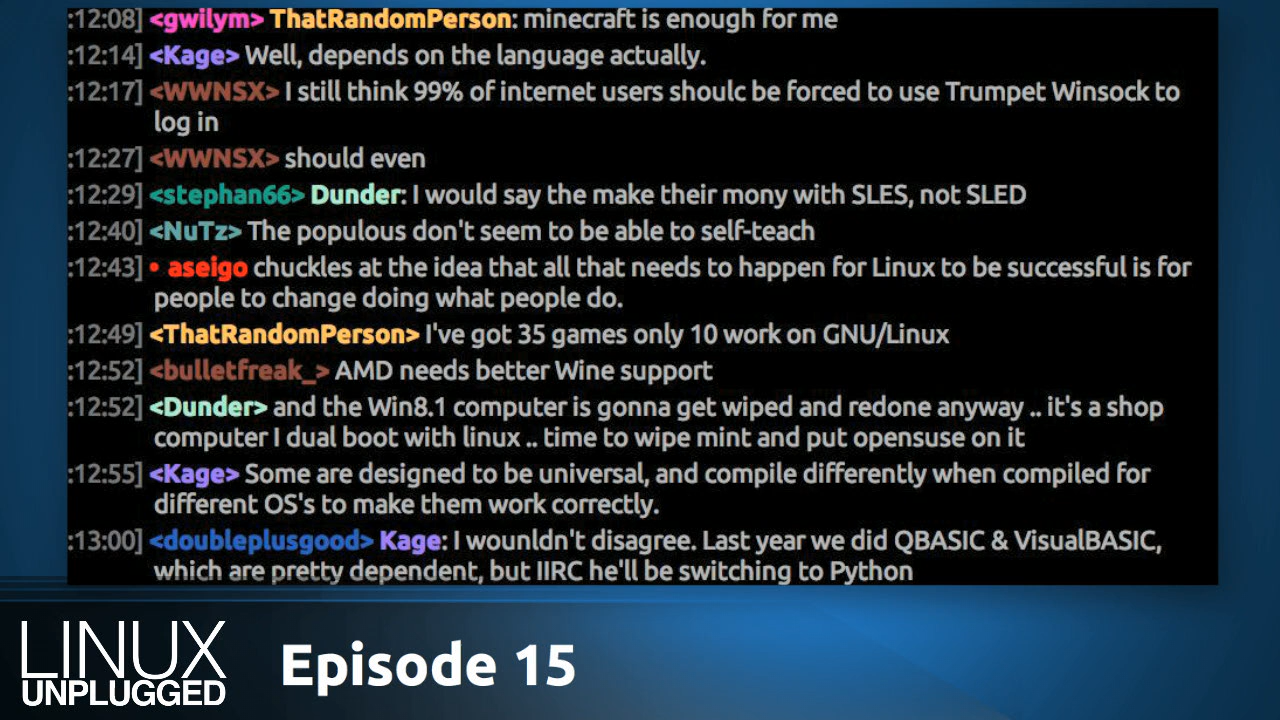 :12:08] <gwilym> ThatRandomPerson: minecraft is enough for me
:12:14] <Kage> Well, depends on the language actually.
:12:17] <WWNSX> I still think 99% of internet users shoulc be forced to use Trumpet Winsock to
log in
:12:27] <WWNSX> should even
:12:29] <stephan66> Dunder: I would say the make their mony with SLES, not SLED
:12:40] <NuTz> The populous don't seem to be able to self-teach
:12:43] • aseigo chuckles at the idea that all that needs to happen for Linux to be successful is for
people to change doing what people do.
:12:49] <ThatRandomPerson> I've got 35 games only 10 work on GNU/Linux
:12:52] <bulletfreak_> AMD needs better Wine support
:12:52] <Dunder> and the Win8.1 computer is gonna get wiped and redone anyway .. it's a shop
computer I dual boot with linux .. time to wipe mint and put opensuse on it
:12:55] <Kage> Some are designed to be universal, and compile differently when compiled for
different OS's to make them work correctly.
:13:00] <doubleplusgood> Kage: I wounldn't disagree. Last year we did QBASIC & VisualBASIC,
which are pretty dependent, but IIRC he'll be switching to Python
LINUX
UNPLUGGED
Episode 15